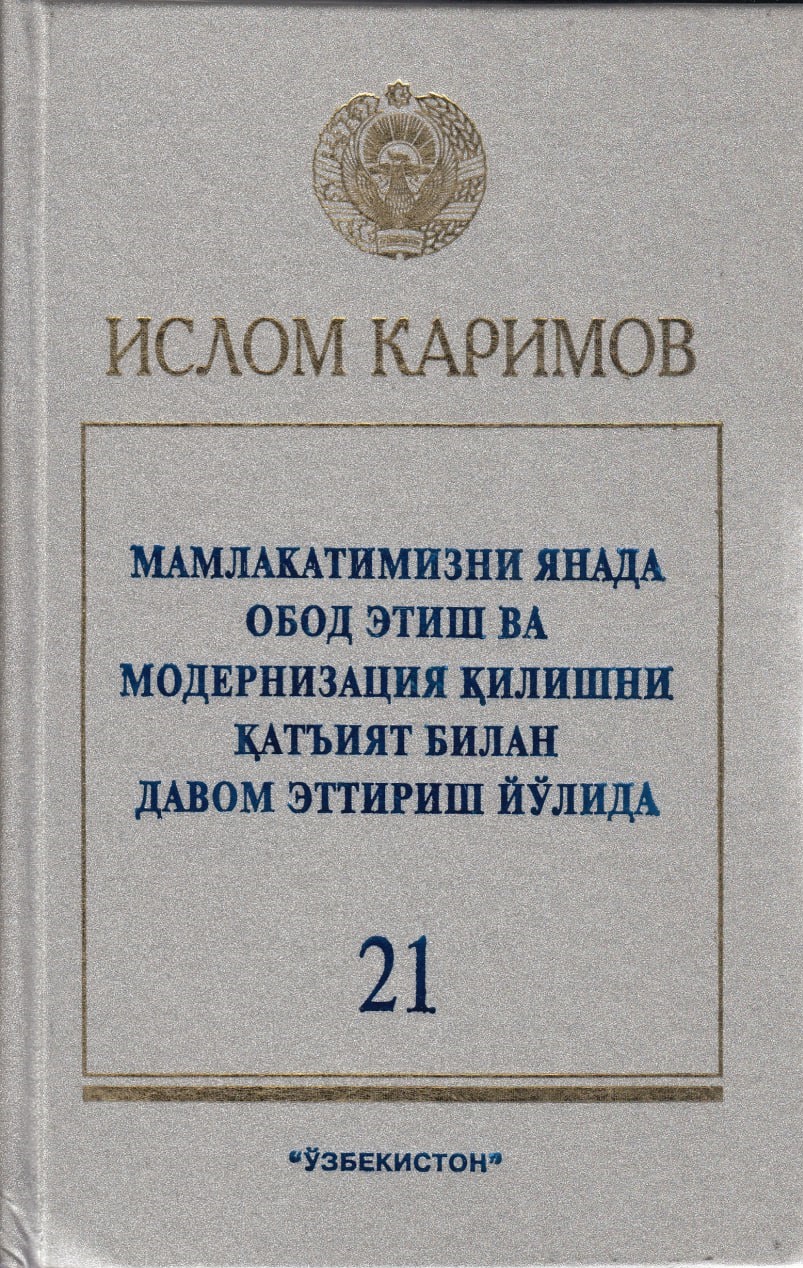 ИСЛОМ КАРИМОВ
МАМЛАКАТИМИЗНИ ЯНАДА
ОБОД ЭТИШ ВА
МОДЕРНИЗАЦИЯ ҚИЛИШНИ
ҚАТЪИЯТ БИЛАН
ДАВОМ ЭТТИРИШ ЙЎЛИДА
21
“ЎЗБЕКИСТОН”